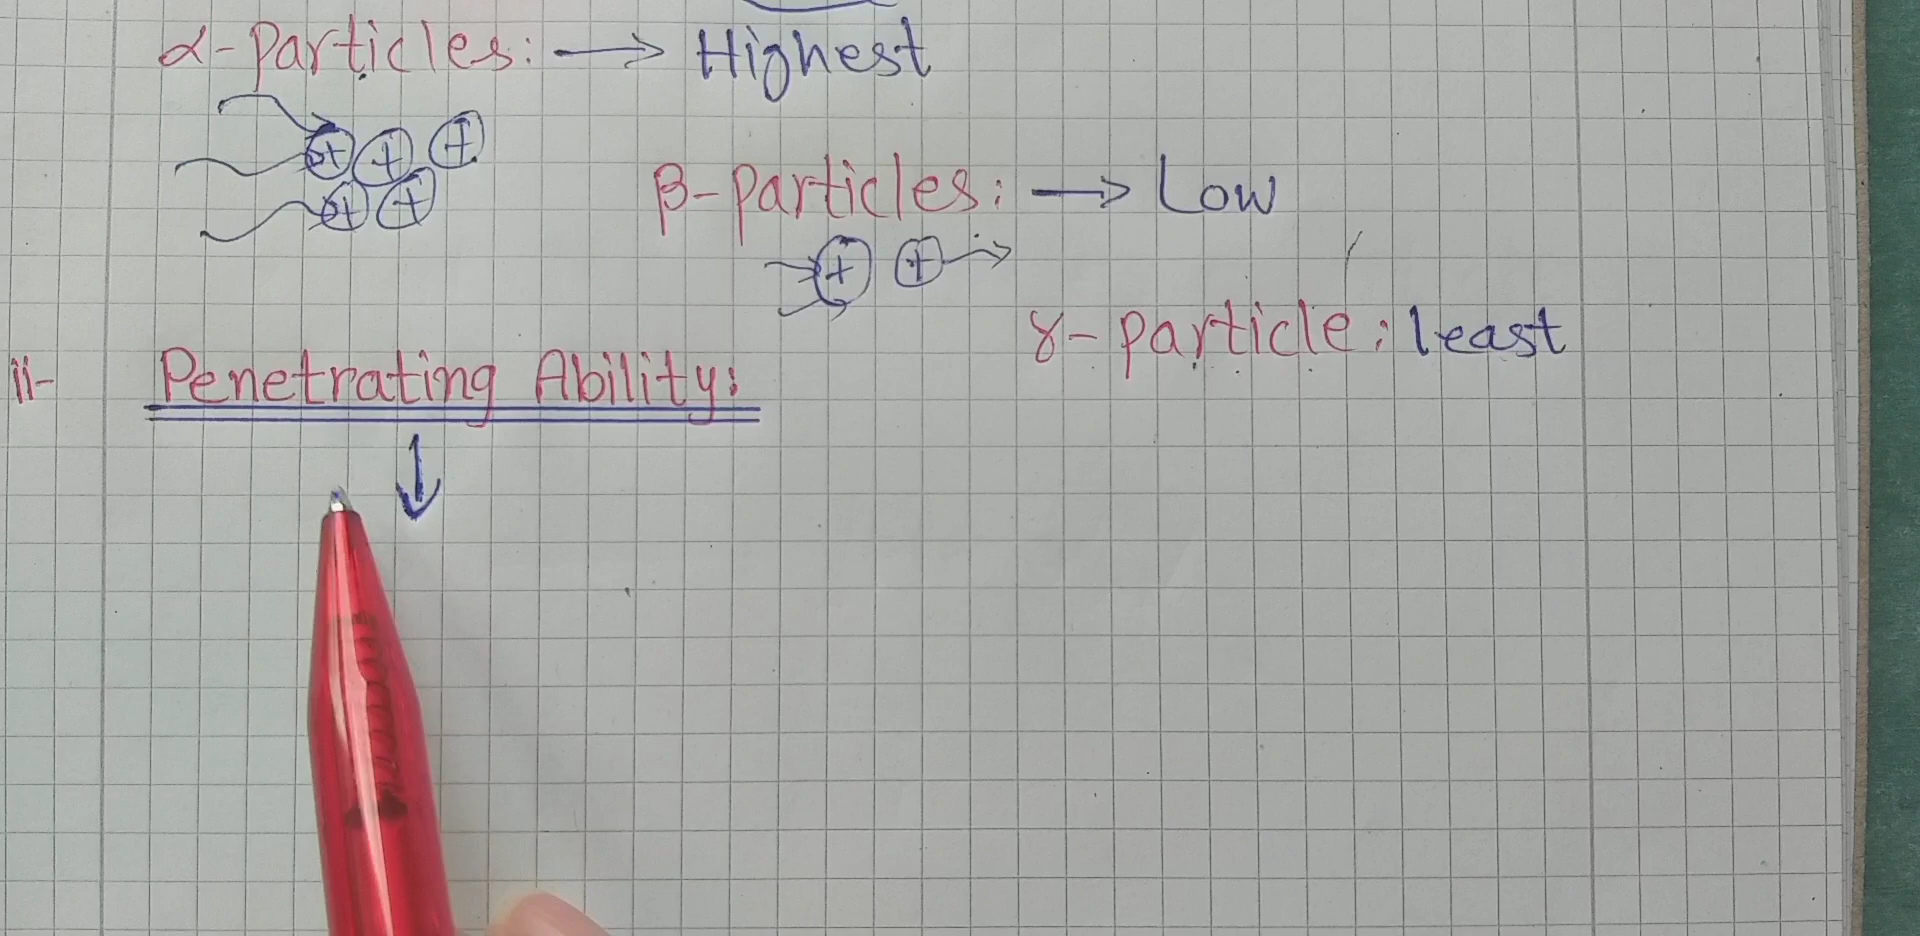 α-Particles: → Highest
β-Particles: → Low
γ-particle: least
ii- Penetrating Ability: